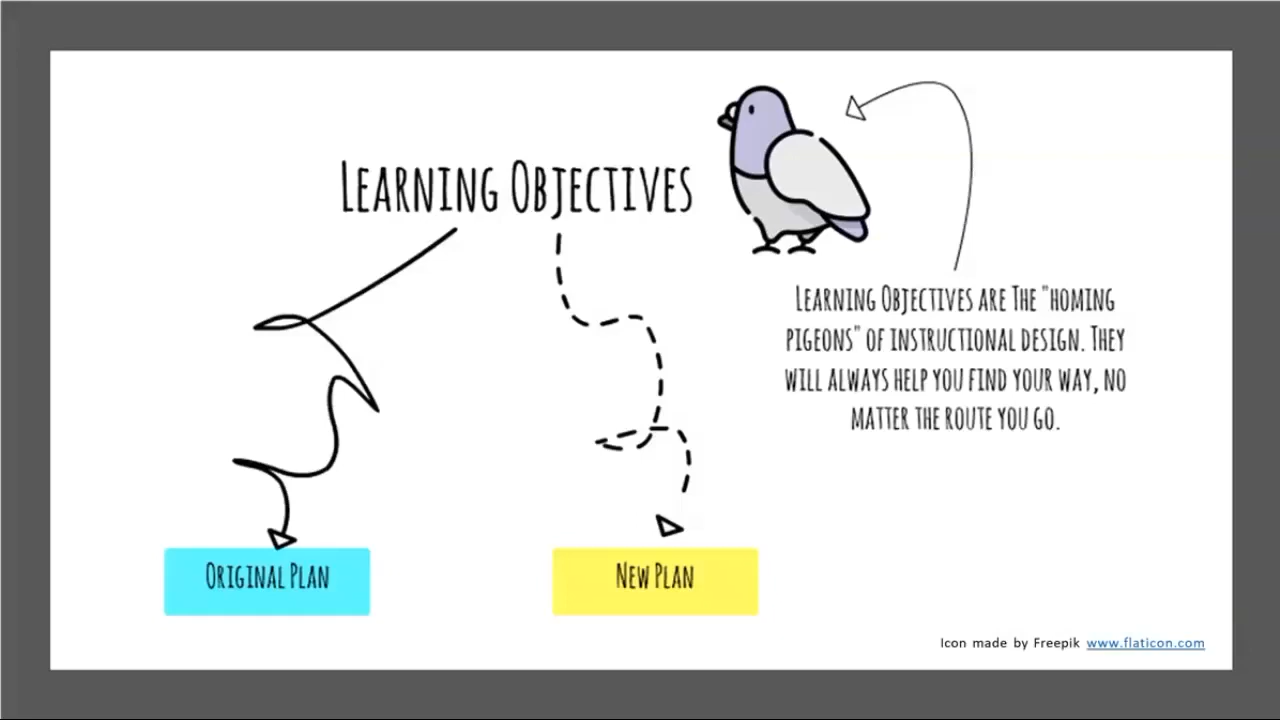 Learning Objectives
Learning Objectives are The "homing
pigeons" of instructional design. They
will always help you find your way, no
matter the route you go.
Original Plan
New Plan
Icon made by Freepik www.flaticon.com